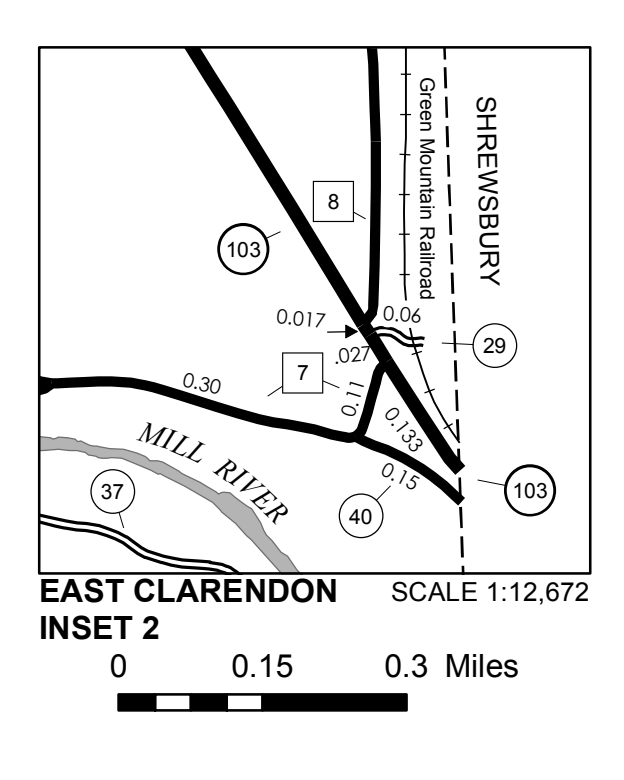 Green Mountain Railroad
SHREWSBURY
8
103
0.017
0.06
29
.027
7
0.30
0.11
0.133
MILL RIVER
0.15
37
103
40
EAST CLARENDON
INSET 2
SCALE 1:12,672
0 0.15 0.3 Miles